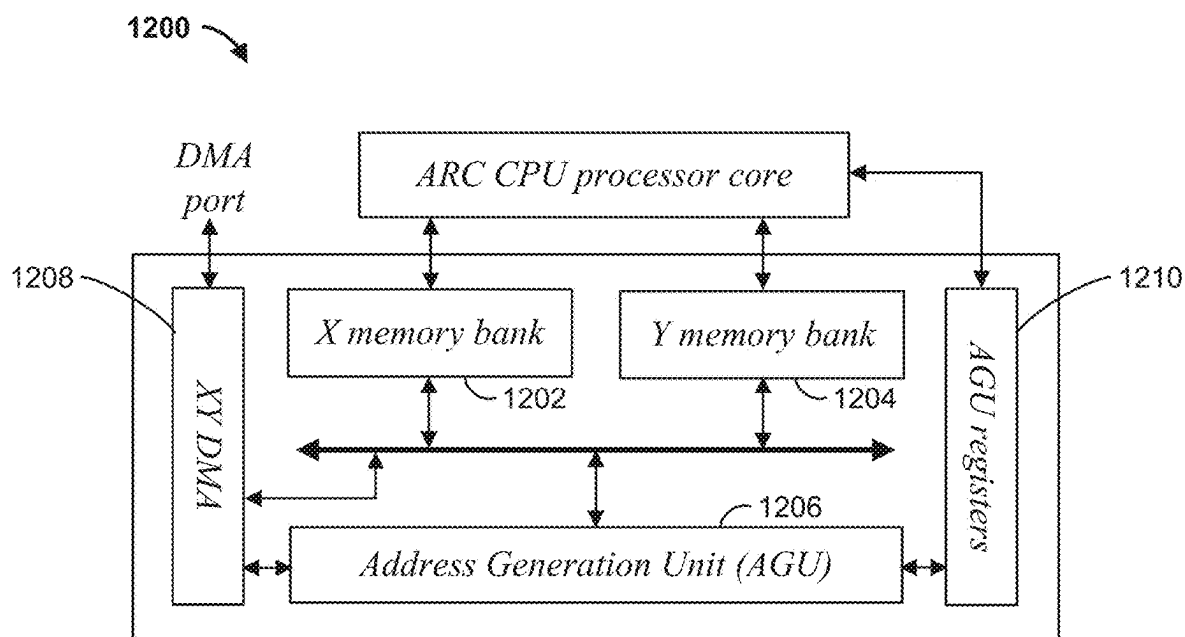 1200
DMA
port
ARC CPU processor core
1208
1210
X memory bank
Y memory bank
1202
1204
XY DMA
AGU registers
1206
Address Generation Unit (AGU)